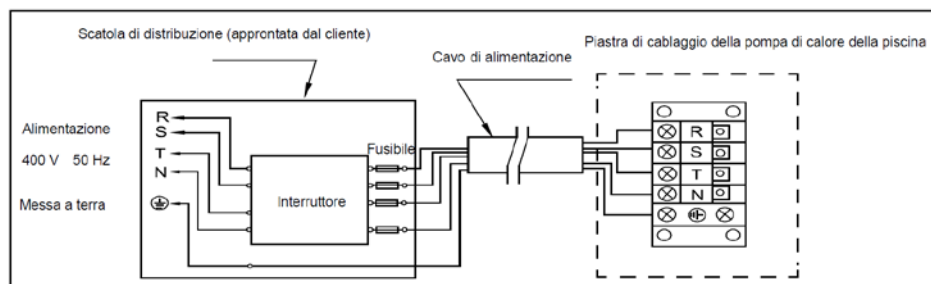 Scatola di distribuzione (approntata dal cliente)
Piastra di cablaggio della pompa di calore della piscina
Cavo di alimentazione
Alimentazione
400 V 50 Hz
Messa a terra
R
S
T
N
Fusibile
Interruttore
R
S
T
N